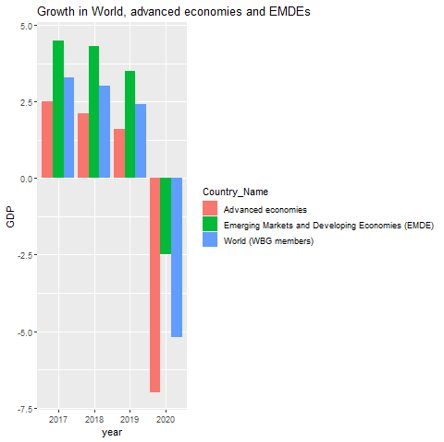 Growth in World, advanced economies and EMDEs
5.0
2.5
0.0
-2.5
-5.0
-7.5
GDP
2017 2018 2019 2020
year
Country_Name
Advanced economies
Emerging Markets and Developing Economies (EMDE)
World (WBG members)